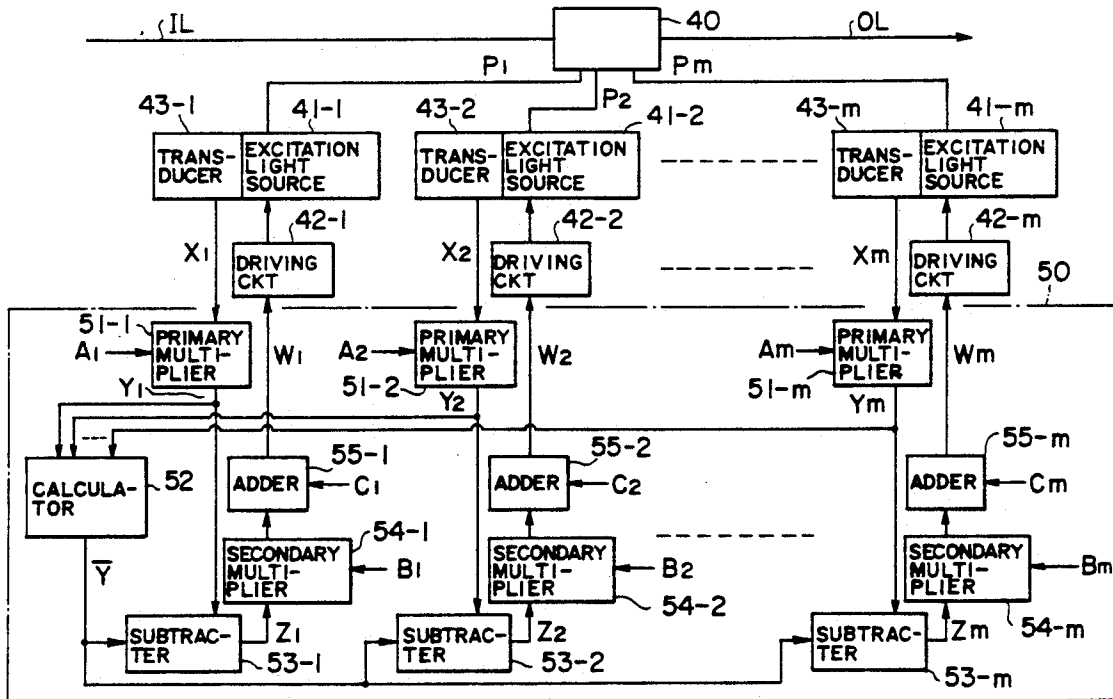 IL
40
OL
P1
P2
Pm
43-1
41-1
43-2
41-2
43-m
41-m
TRANS-
DUCER
EXCITATION
LIGHT
SOURCE
TRANS-
DUCER
EXCITATION
LIGHT
SOURCE
TRANS-
DUCER
EXCITATION
LIGHT
SOURCE
42-1
42-2
42-m
X1
DRIVING
CKT
X2
DRIVING
CKT
Xm
DRIVING
CKT
50
51-1
A1
PRIMARY
MULTI-
PLIER
W1
A2
PRIMARY
MULTI-
PLIER
51-2
W2
Am
PRIMARY
MULTI-
PLIER
51-m
Wm
Y1
Y2
Ym
CALCULA-
TOR
52
55-1
ADDER
C1
55-2
ADDER
C2
55-m
ADDER
Cm
54-1
SECONDARY
MULTI-
PLIER
B1
SECONDARY
MULTI-
PLIER
B2
54-2
SECONDARY
MULTI-
PLIER
Bm
54-m
Y̅
SUBTRAC-
TER
Z1
53-1
SUBTRAC-
TER
Z2
53-2
SUBTRAC-
TER
Zm
53-m